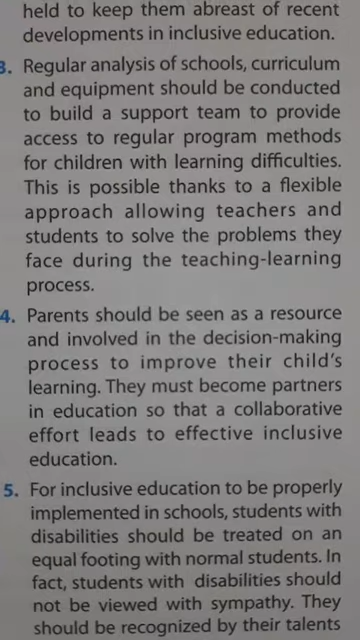 held to keep them abreast of recent
developments in inclusive education.
3. Regular analysis of schools, curriculum
and equipment should be conducted
to build a support team to provide
access to regular program methods
for children with learning difficulties.
This is possible thanks to a flexible
approach allowing teachers and
students to solve the problems they
face during the teaching-learning
process.
4. Parents should be seen as a resource
and involved in the decision-making
process to improve their child's
learning. They must become partners
in education so that a collaborative
effort leads to effective inclusive
education.
5. For inclusive education to be properly
implemented in schools, students with
disabilities should be treated on an
equal footing with normal students. In
fact, students with disabilities should
not be viewed with sympathy. They
should be recognized by their talents